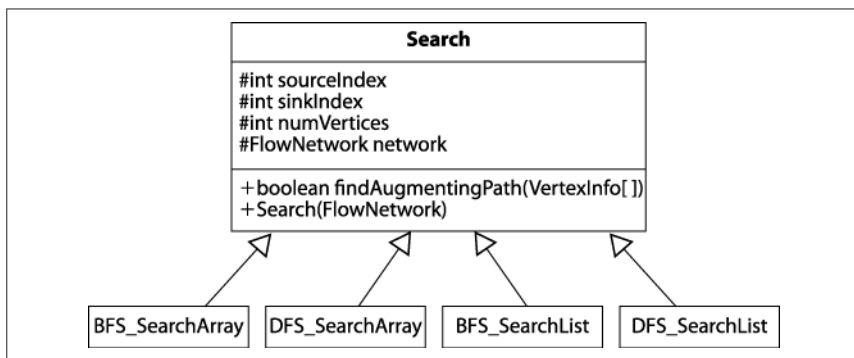 Search
#int sourceIndex
#int sinkIndex
#int numVertices
#FlowNetwork network
+boolean findAugmentingPath(VertexInfo[ ])
+Search(FlowNetwork)
BFS_SearchArray DFS_SearchArray BFS_SearchList DFS_SearchList